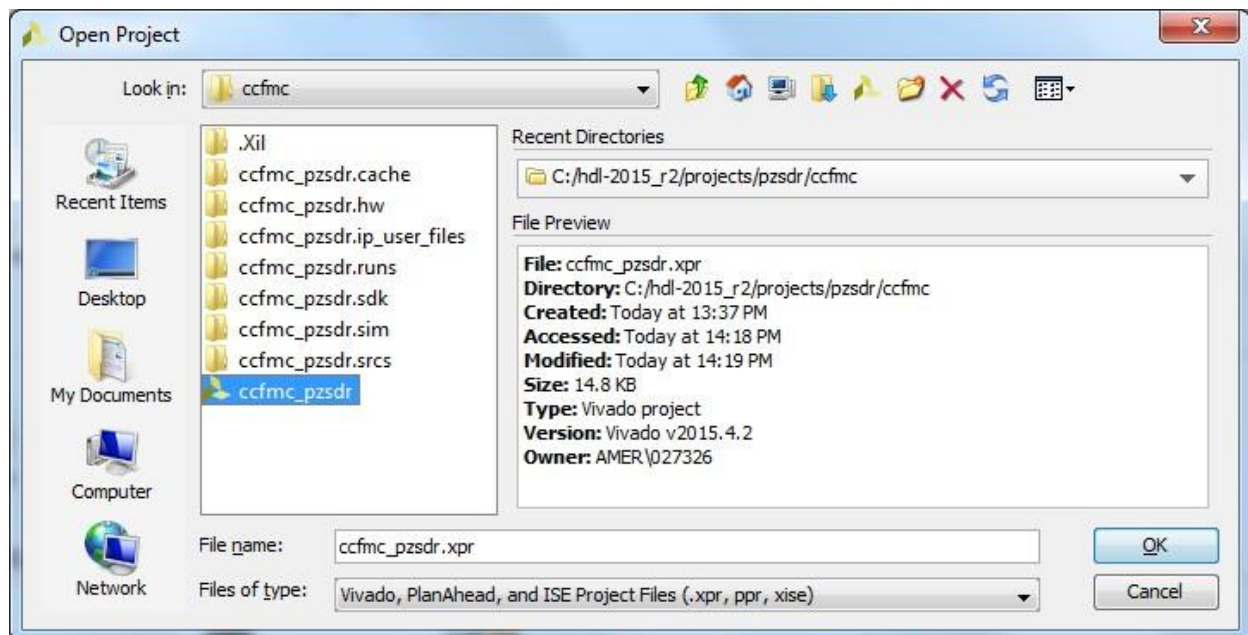 Open Project
Look in: ccfmc
Recent Items
Desktop
My Documents
Computer
Network
.Xil
ccfmc_pzsdr.cache
ccfmc_pzsdr.hw
ccfmc_pzsdr.ip_user_files
ccfmc_pzsdr.runs
ccfmc_pzsdr.sdk
ccfmc_pzsdr.sim
ccfmc_pzsdr.srcs
ccfmc_pzsdr
Recent Directories
C:/hdl-2015_r2/projects/pzsdr/ccfmc
File Preview
File: ccfmc_pzsdr.xpr
Directory: C:/hdl-2015_r2/projects/pzsdr/ccfmc
Created: Today at 13:37 PM
Accessed: Today at 14:18 PM
Modified: Today at 14:19 PM
Size: 14.8 KB
Type: Vivado project
Version: Vivado v2015.4.2
Owner: AMER\027326
File name: ccfmc_pzsdr.xpr
OK
Files of type: Vivado, PlanAhead, and ISE Project Files (.xpr, ppr, xise)
Cancel